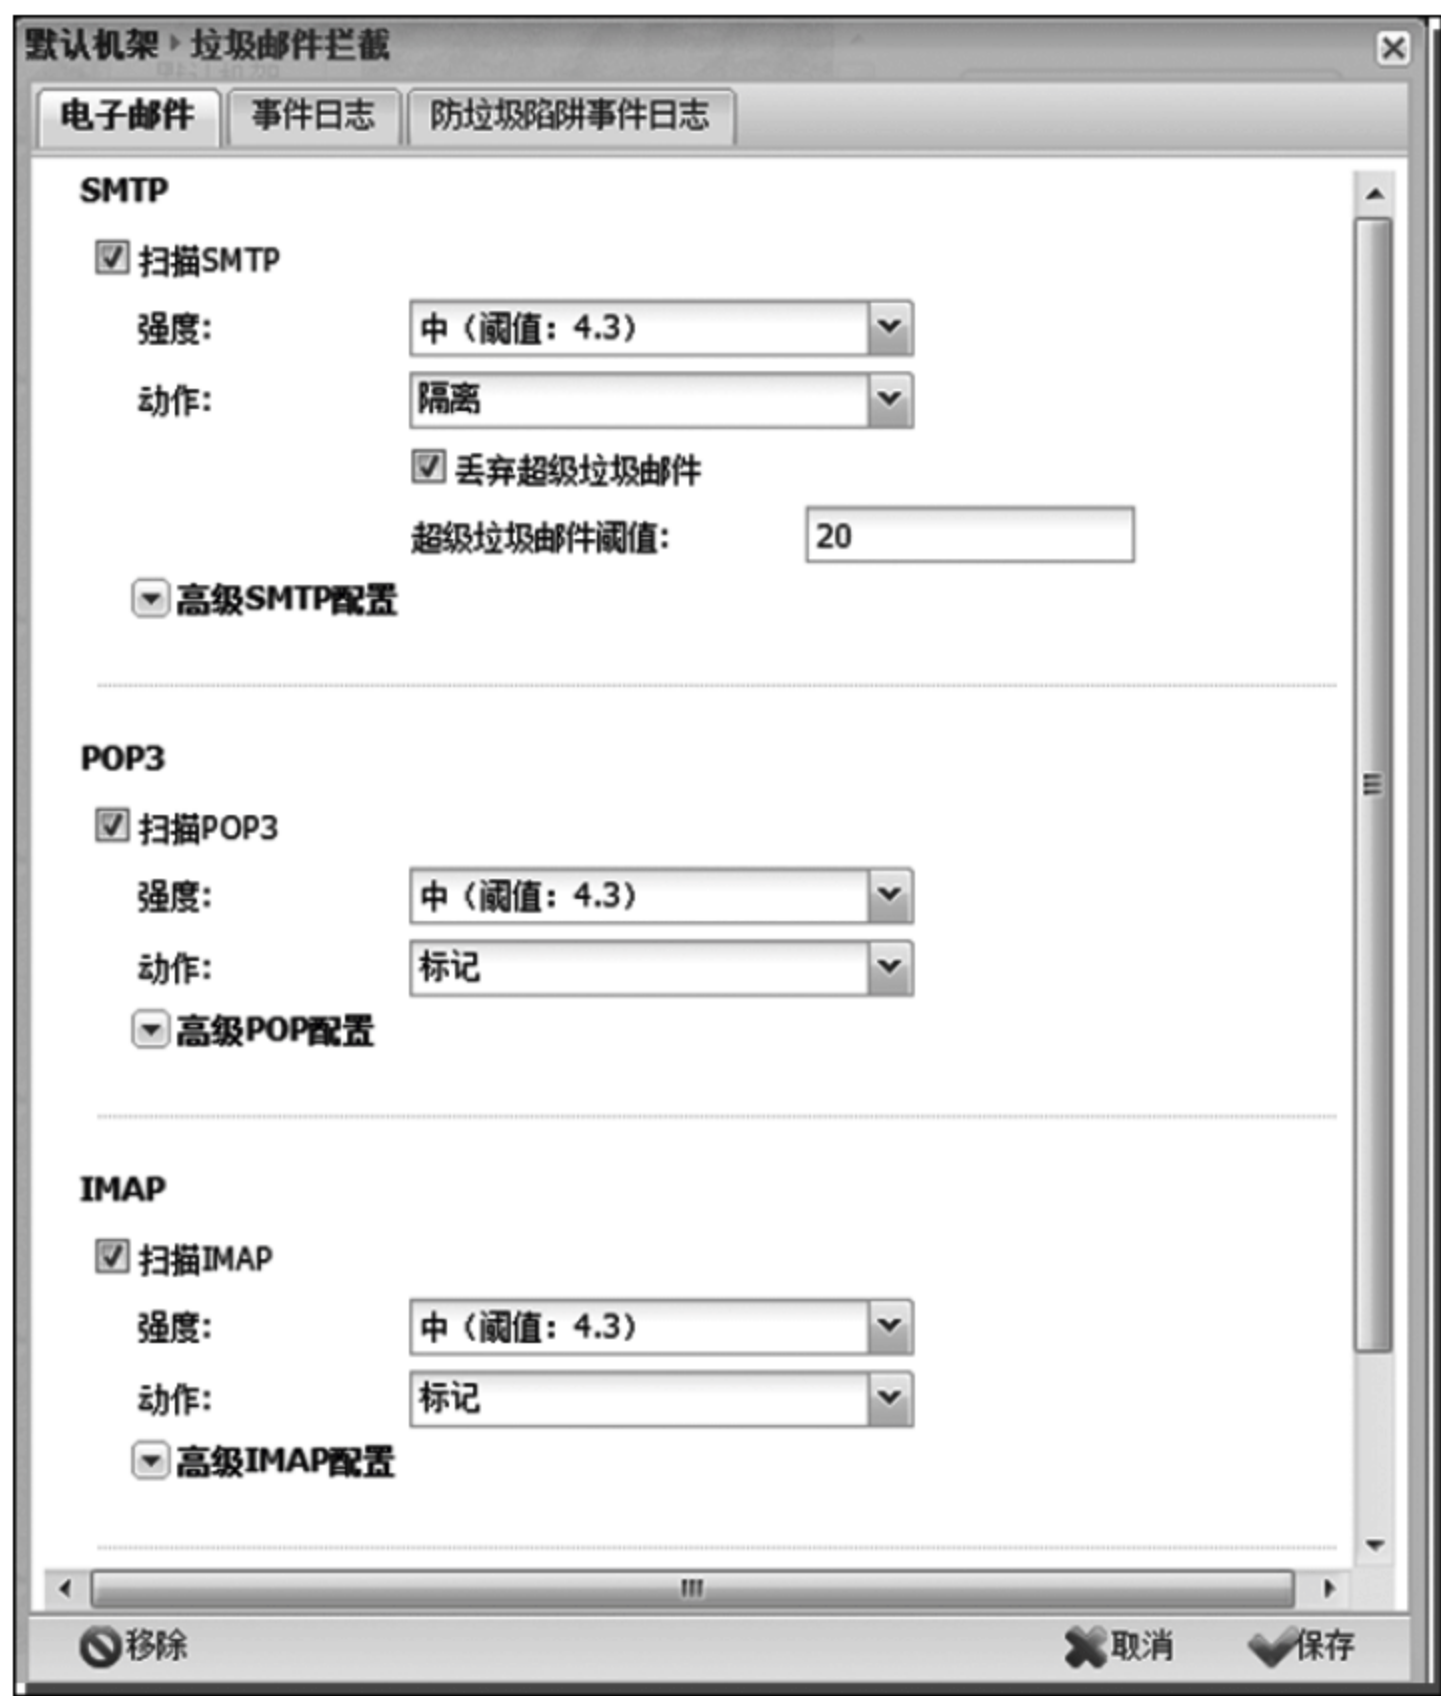 默认机架 垃圾邮件拦截
电子邮件 事件日志 防垃圾陷阱事件日志
SMTP
扫描SMTP
强度: 中（阈值：4.3）
动作: 隔离
丢弃超级垃圾邮件
超级垃圾邮件阈值: 20
高级SMTP配置
POP3
扫描POP3
强度: 中（阈值：4.3）
动作: 标记
高级POP配置
IMAP
扫描IMAP
强度: 中（阈值：4.3）
动作: 标记
高级IMAP配置
移除 取消 保存